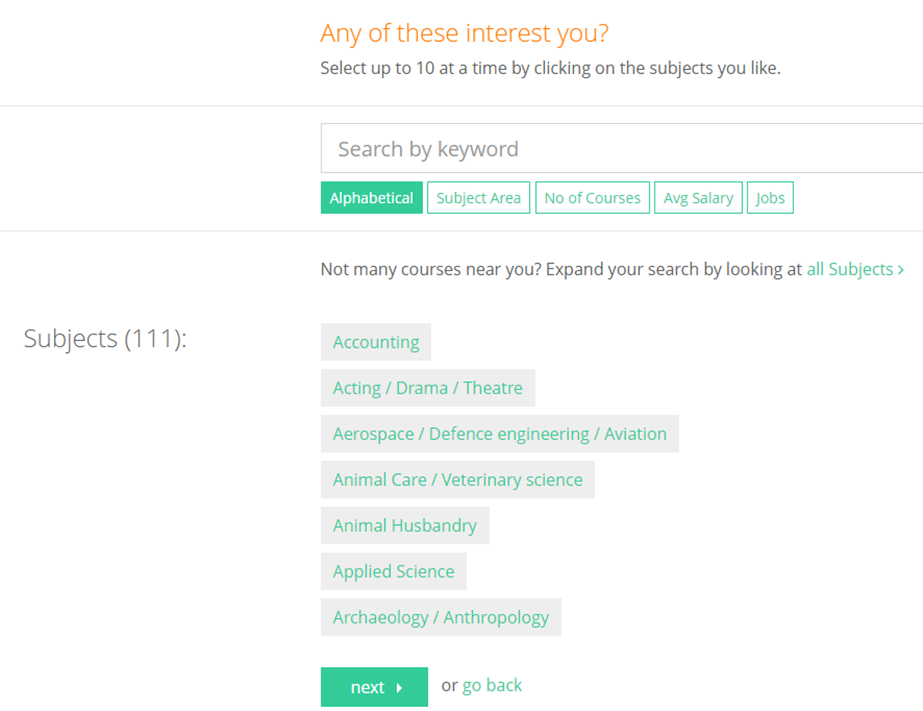 Any of these interest you?
Select up to 10 at a time by clicking on the subjects you like.
Search by keyword
Alphabetical Subject Area No of Courses Avg Salary Jobs
Not many courses near you? Expand your search by looking at all Subjects ›
Subjects (111):
Accounting
Acting / Drama / Theatre
Aerospace / Defence engineering / Aviation
Animal Care / Veterinary science
Animal Husbandry
Applied Science
Archaeology / Anthropology
next or go back